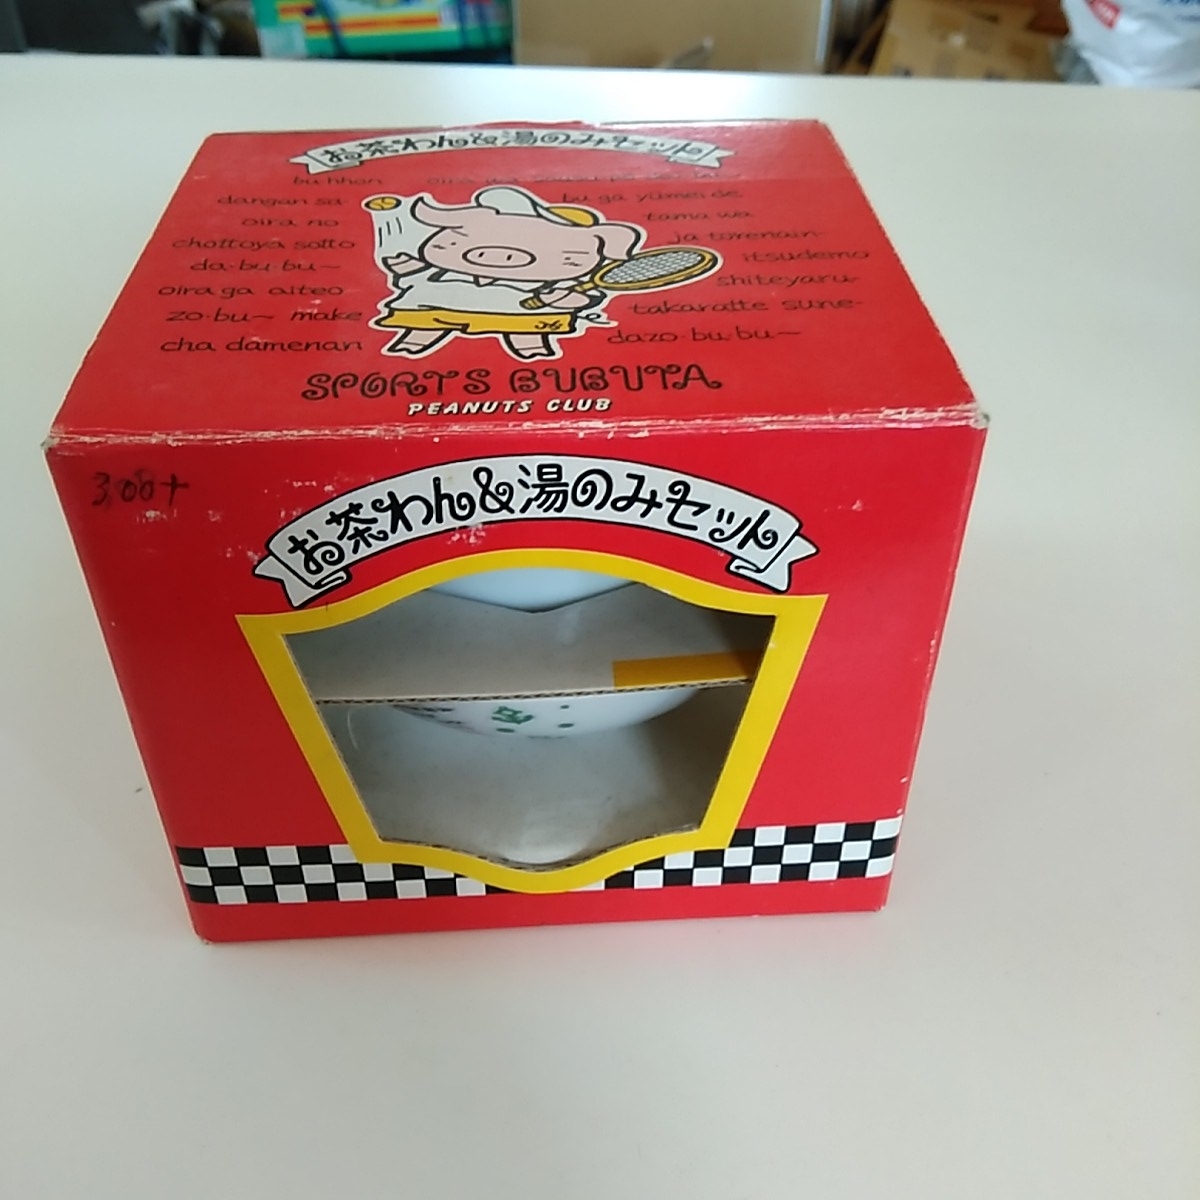 お茶わん&湯のみセット
bu hhon oira wa
dangan sa bu ga yumei de
oira no tama wa
chottoya sotto ja torenain-
da·bu bu~ itsudemo
oira ga aiteo shiteyaru-
zo·bu~ make takaratte sune-
cha damenan dazo·bu·bu~
SPORTS BUBUTA
PEANUTS CLUB
お茶わん&湯のみセット